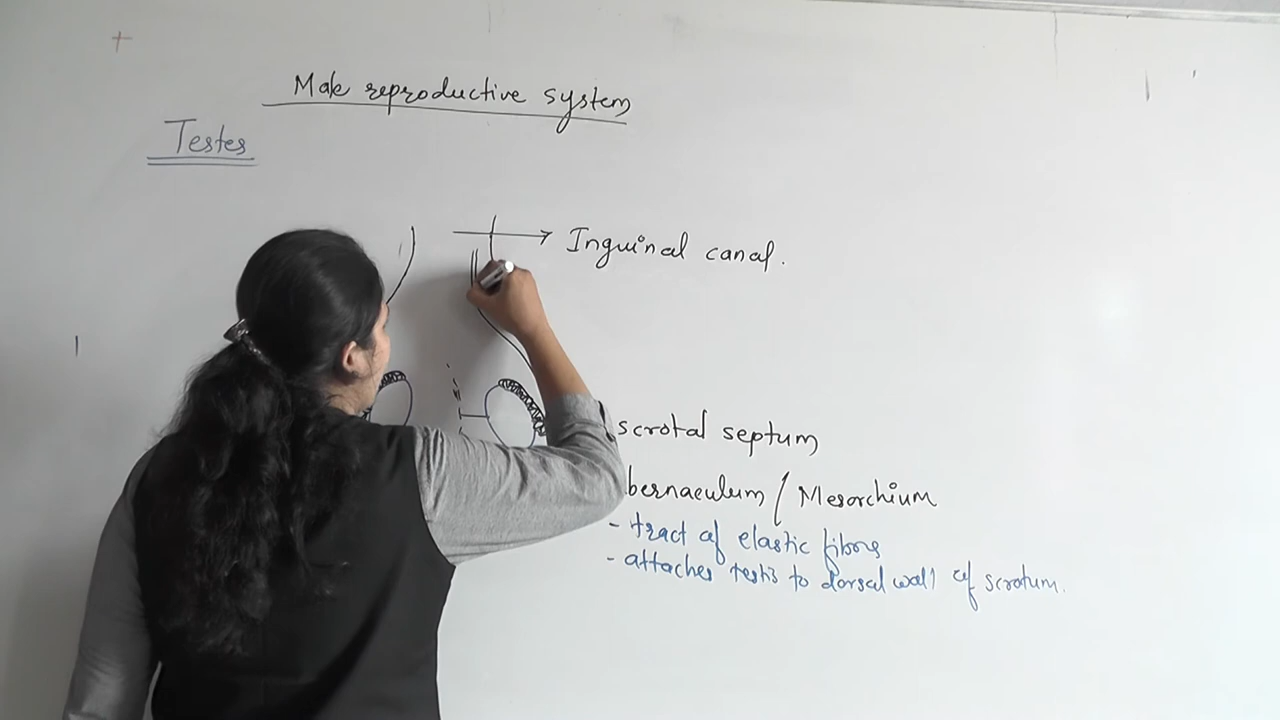 Male reproductive system
Testes
Inguinal canal.
scrotal septum
bernaculum / Mesorchium
- tract of elastic fibres
- attaches testis to dorsal wall of scrotum.